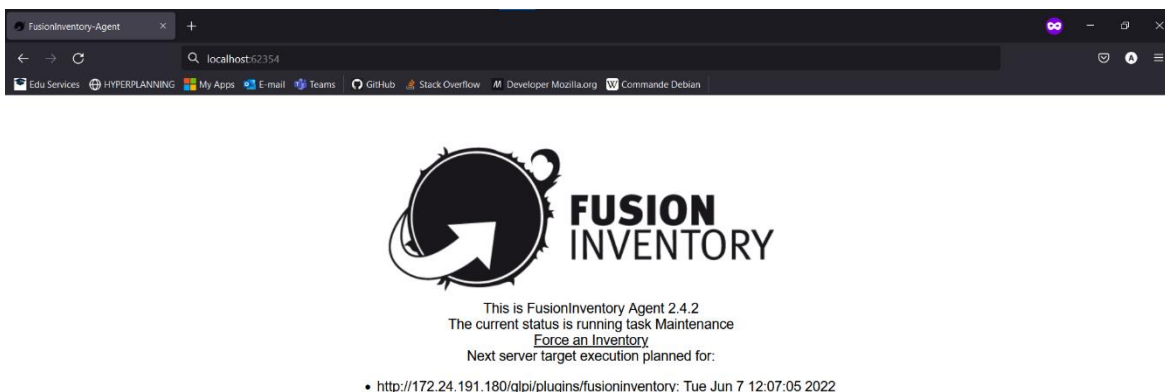 FusionInventory-Agent
localhost:62354
Edu Services HYPERPLANNING My Apps E-mail Teams GitHub Stack Overflow Developer Mozilla.org Commande Debian
FUSION
INVENTORY
This is FusionInventory Agent 2.4.2
The current status is running task Maintenance
Force an Inventory
Next server target execution planned for:
• http://172.24.191.180/glpi/plugins/fusioninventory: Tue Jun 7 12:07:05 2022